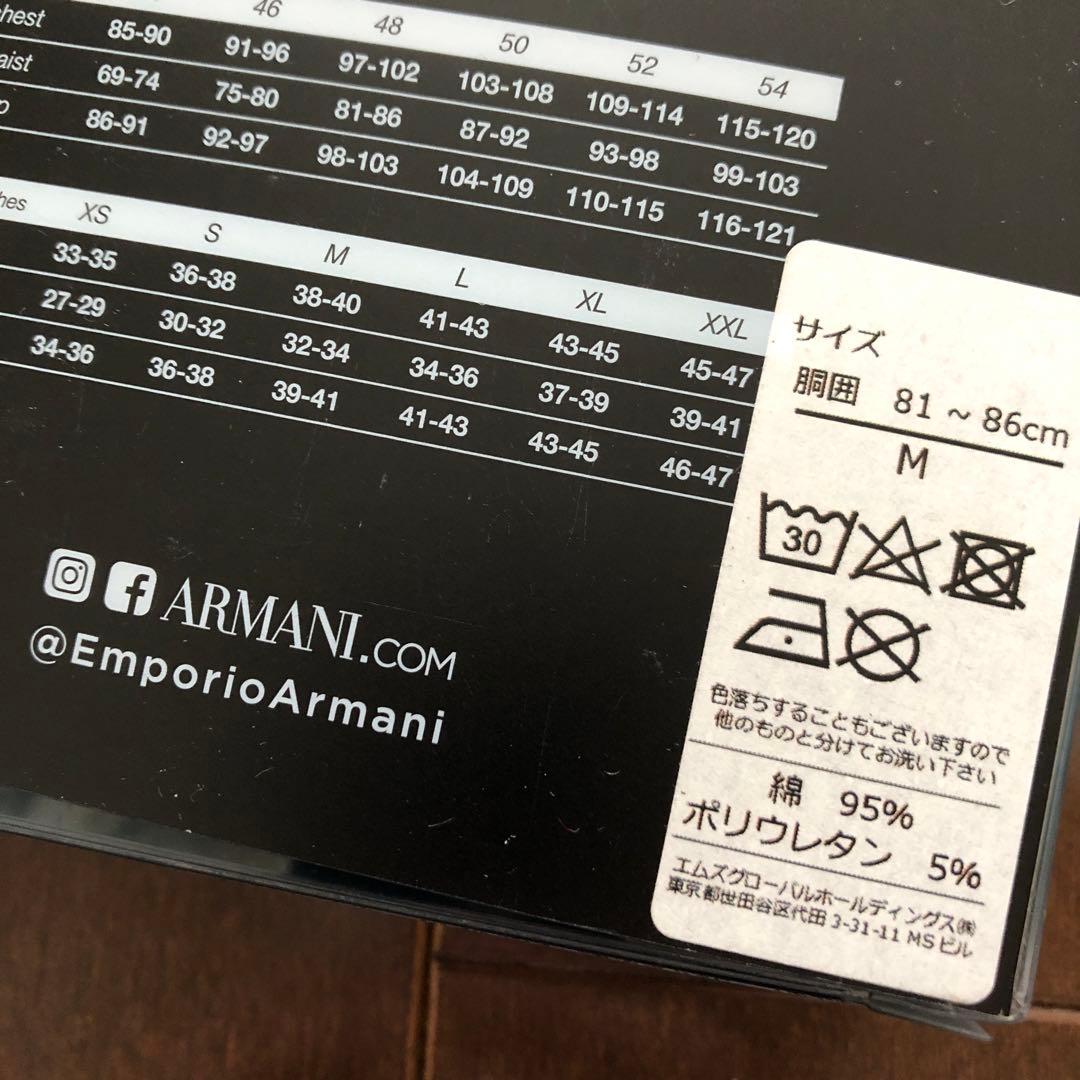 46 48 50 52 54
chest 85-90 91-96 97-102 103-108 109-114 115-120
69-74 75-80 81-86 87-92 93-98 99-103
86-91 92-97 98-103 104-109 110-115 116-121
XS S M L XL XXL
33-35 36-38 38-40 41-43 43-45 45-47
27-29 30-32 32-34 34-36 37-39 39-41
34-36 36-38 39-41 41-43 43-45 46-47
ARMANI.COM
@EmporioArmani
サイズ
胴囲 81 ~ 86cm
M
30
色落ちすることもございますので
他のものと分けてお洗い下さい
綿 95%
ポリウレタン 5%
エムズグローバルホールディングス㈱
東京都世田谷区代田 3-31-11 MSビル